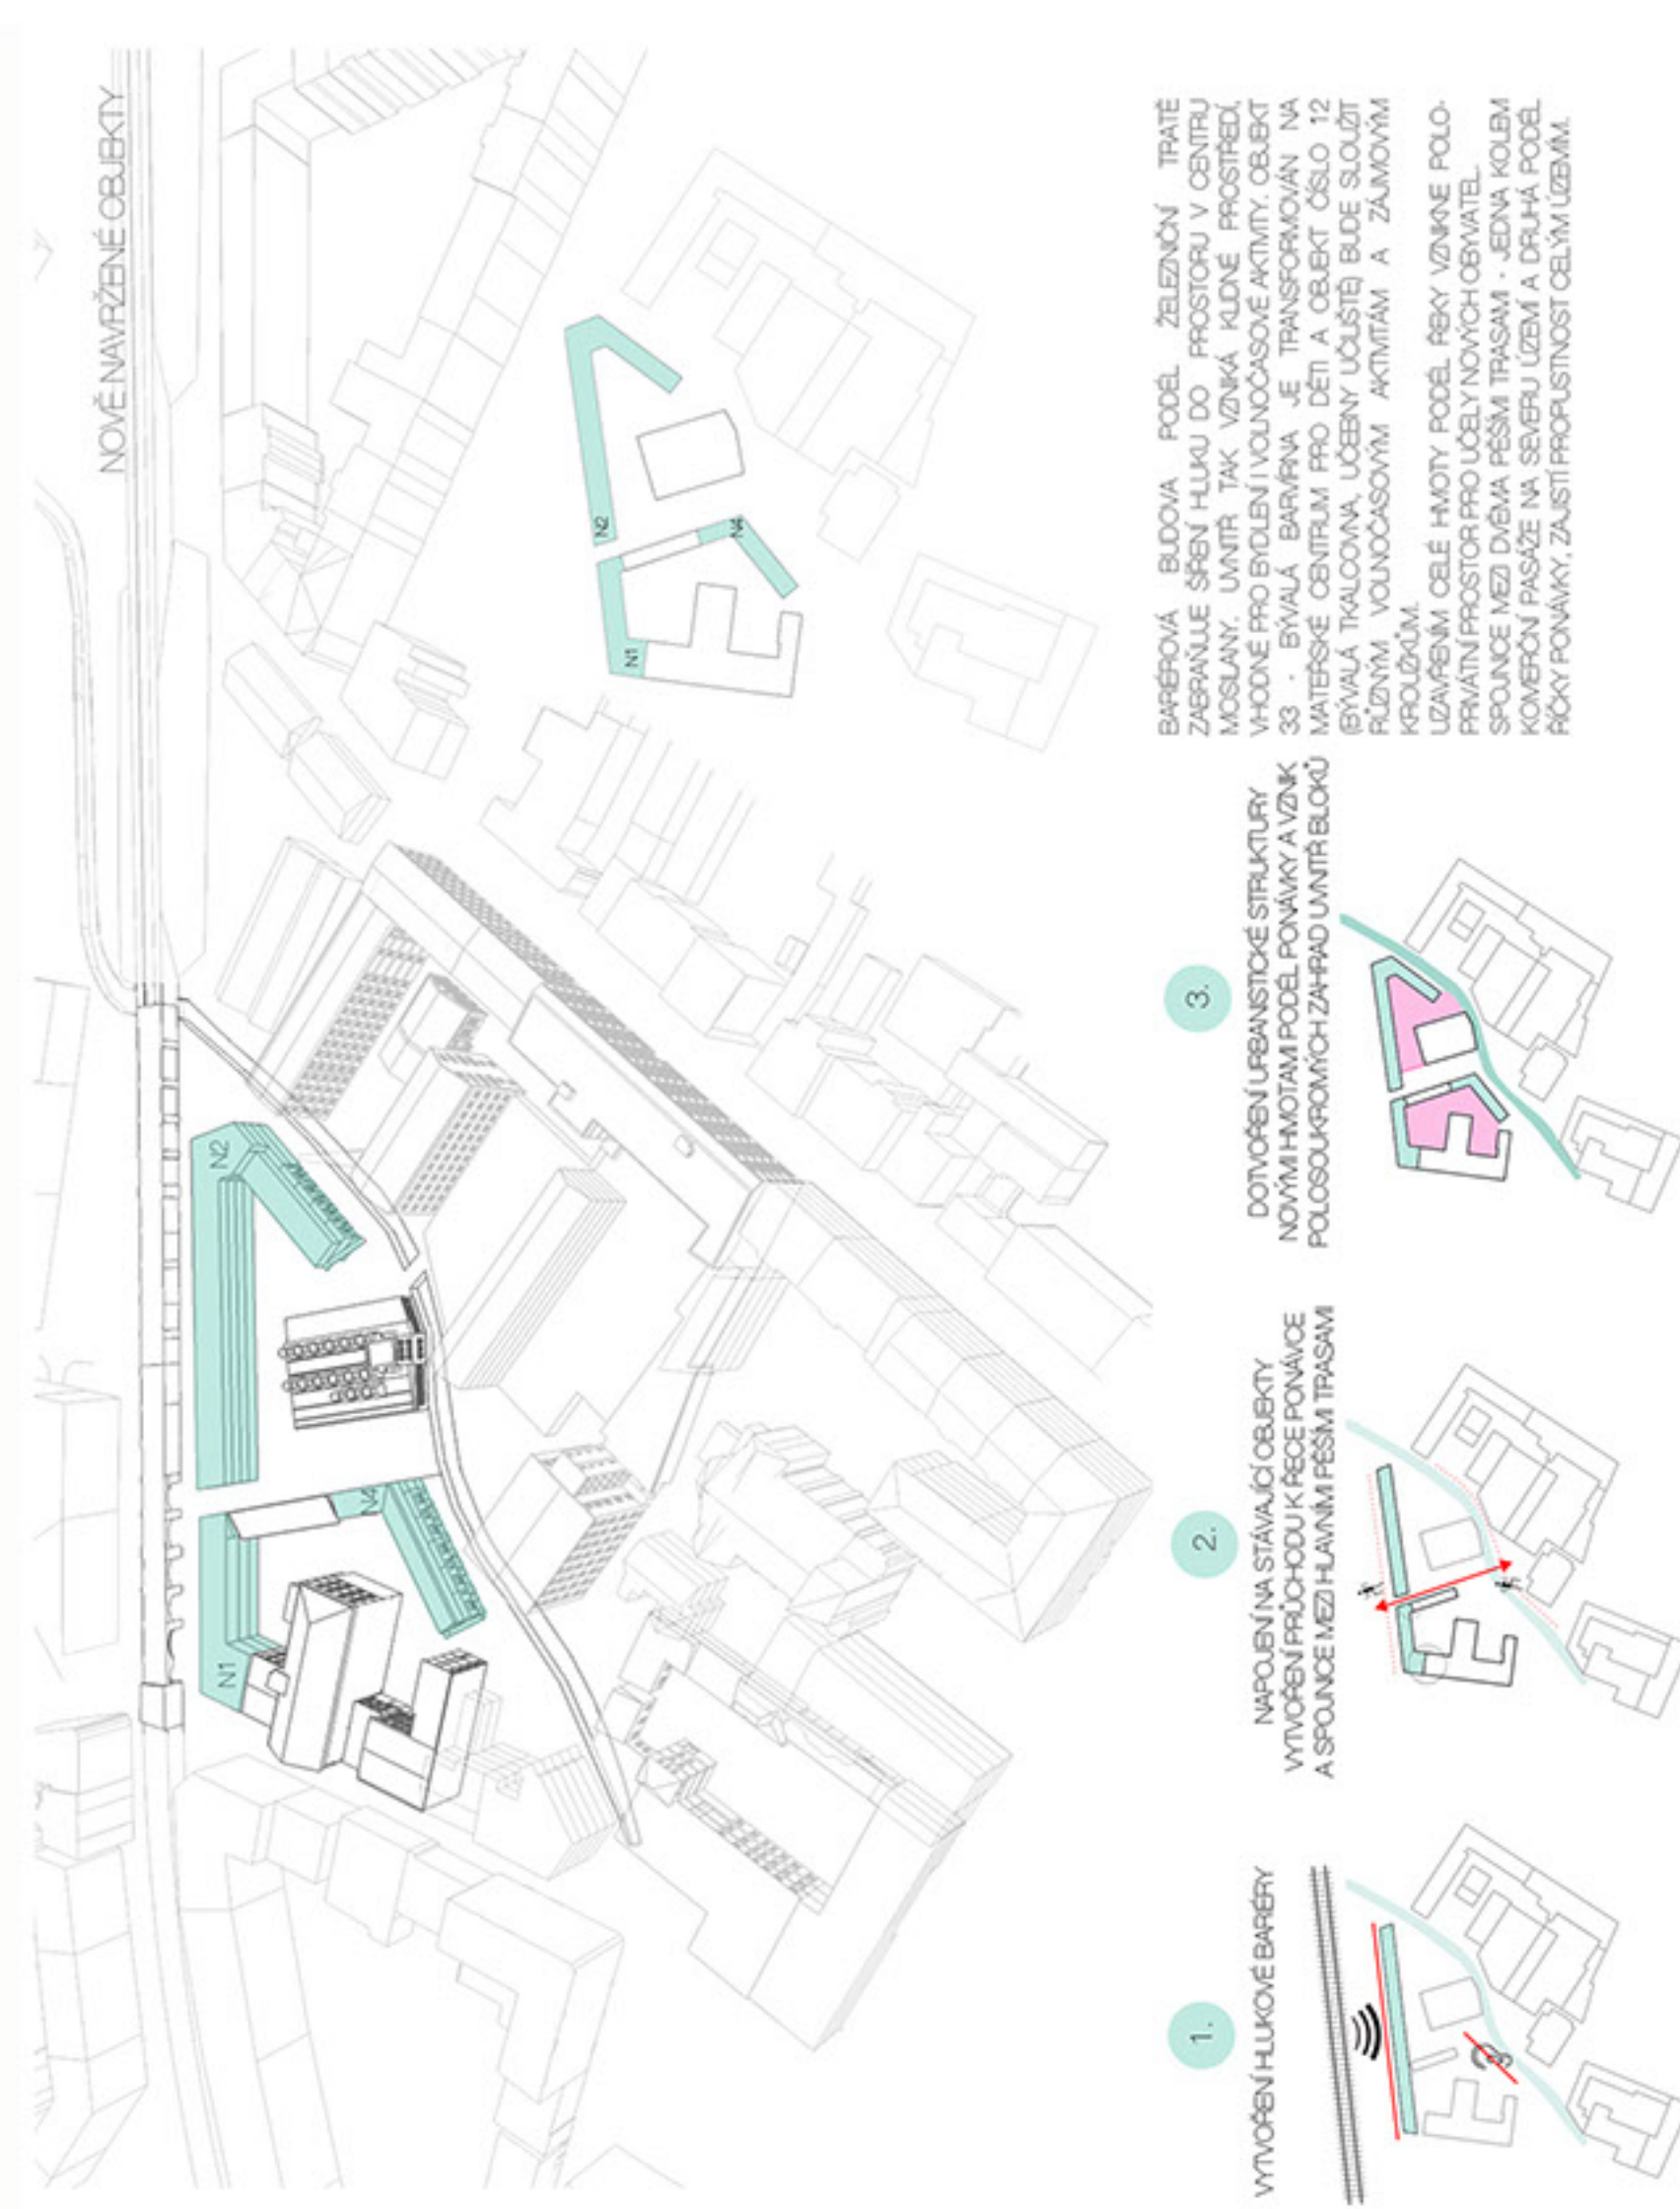 NOVĚ NAVRŽENÉ OBJEKTY
N1
N2
N4
N1
N2
N4
1.
VYTVOŘENÍ HLUKOVÉ BARIÉRY
2.
NAPOJENÍ NA STÁVAJÍCÍ OBJEKTY
VYTVOŘENÍ PRŮCHODU K ŘECE PONÁVCE
A SPOJNICE MEZI HLAVNÍM PĚŠÍMI TRASAMI
3.
DOTVOŘENÍ URBANISTICKÉ STRUKTURY
NOVÝMI HMOTAMI PODÉL PONÁVKY A VZNIK
POLOSOUKROMÝCH ZAHRAD UVNITŘ BLOKŮ
BARIÉROVÁ BUDOVA PODÉL ŽELEZNIČNÍ TRATĚ
ZABRAŇUJE ŠÍŘENÍ HLUKU DO PROSTORU V CENTRU
MOSILANY. UVNITŘ TAK VZNIKÁ KLIDNÉ PROSTŘEDÍ,
VHODNÉ PRO BYDLENÍ I VOLNOČASOVÉ AKTIVITY. OBJEKT
33 - BÝVALÁ BARVÍRNA JE TRANSFORMOVÁN NA
MATEŘSKÉ CENTRUM PRO DĚTI A OBJEKT ČÍSLO 12
(BÝVALÁ TKALCOVNA, UČEBNY UČILIŠTĚ) BUDE SLOUŽIT
RŮZNÝM VOLNOČASOVÝM AKTIVITÁM A ZÁJMOVÝM
KROUŽKŮM.
UZAVŘENÍM CELÉ HMOTY PODÉL ŘEKY VZNIKNE POLO-
PRIVÁTNÍ PROSTOR PRO ÚČELY NOVÝCH OBYVATEL.
SPOJNICE MEZI DVĚMA PĚŠÍMI TRASAMI - JEDNA KOLEM
KOMERČNÍ PASÁŽE NA SEVERU ÚZEMÍ A DRUHÁ PODÉL
ŘÍČKY PONÁVKY, ZAJISTÍ PROPUSTNOST CELÝM ÚZEMÍM.